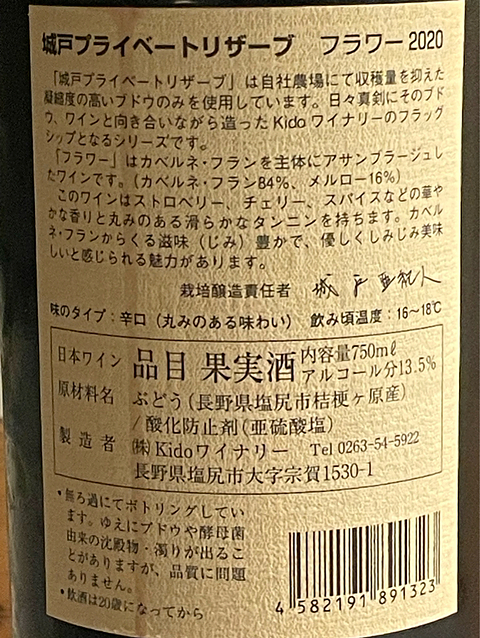 城戸プライベートリザーブ フラワー2020
「城戸プライベートリザーブ」は自社農場にて収穫量を抑えた
凝縮度の高いブドウのみを使用しています。日々真剣にそのブド
ウ、ワインと向き合いながら造ったKidoワイナリーのフラッグ
シップとなるシリーズです。
「フラワー」はカベルネ・フランを主体にアサンブラージュし
たワインです。（カベルネ・フラン84%、メルロー16%）
このワインはストロベリー、チェリー、スパイスなどの華や
かな香りと丸みのある滑らかなタンニンを持ちます。カベル
ネ・フランからくる滋味（じみ）豊かで、優しくしみじみ美味
しいと感じられる魅力があります。
栽培醸造責任者 城戸亜紀人
味のタイプ：辛口（丸みのある味わい） 飲み頃温度：16～18℃
日本ワイン 品目 果実酒 内容量750ml
アルコール分13.5%
原材料名 ぶどう（長野県塩尻市桔梗ヶ原産）
/ 酸化防止剤（亜硫酸塩）
製造者 ㈱Kidoワイナリー Tel 0263-54-5922
長野県塩尻市大字宗賀1530-1
・無ろ過にてボトリングしてい
ます。ゆえにブドウや酵母菌
由来の沈殿物・濁りが出るこ
とがありますが、品質に問題
ありません。
・飲酒は20歳になってから
4 582191 891323